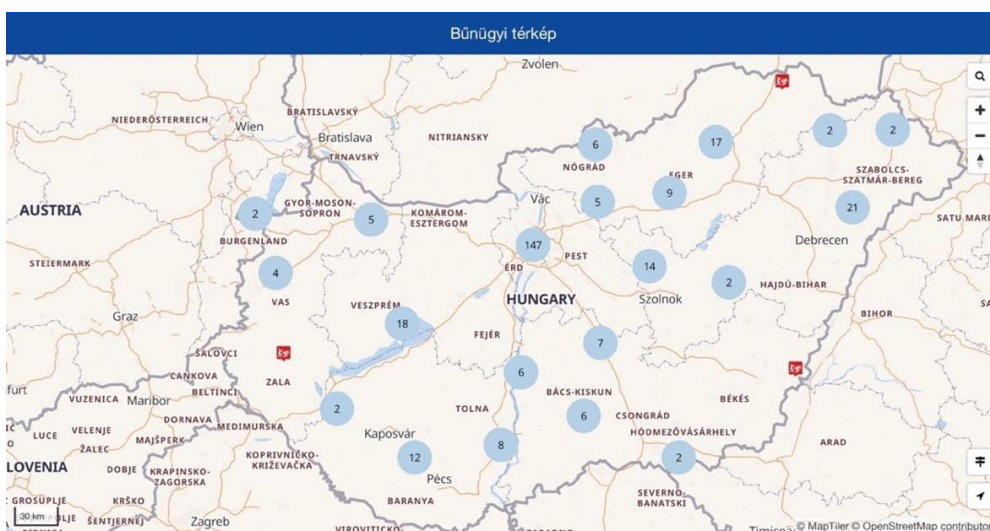 Bűnügyi térkép
Zvolen
NIEDERÖSTERREICH
Wien
BRATISLAVSKÝ
Bratislava
TRNAVSKÝ
NITRIANSKY
6
NÓGRÁD
17
2
2
EGER
9
SZABOLCS-
SZATMÁR-BEREG
AUSTRIA
2
GYOR-MOSON-
SOPRON
5
KOMÁROM-
ESZTERGOM
Vác
5
21
SATU MARE
BURGENLAND
147
ÉRD
PEST
Debrecen
STEIERMARK
4
VAS
14
Szolnok
2
HAJDÚ-BIHAR
HUNGARY
Graz
VESZPRÉM
18
FEJÉR
7
BIHOR
ŠALOVCI
CANKOVA
BELTINCI
ZALA
6
furt
VUZENICA
Maribor
2
TOLNA
BÁCS-KISKUN
6
BÉKÉS
CSONGRÁD
DORNAVA
MEDIMURSKA
LUCE
VELENJE
MAJŠPERK
Kaposvár
8
HÓDMEZŐVÁSÁRHELY
ARAD
ŽALEC
LOVENIA
DOBJE
KRAPINSKO-
ZAGORSKA
KOPRIVNIČKO-
KRIŽEVAČKA
12
Pécs
2
GROSUPLJE
KRŠKO
ŠENTJERNEJ
BARANYA
SEVERNO-
BANATSKI
30 km
Zagreb
© MapTiler © OpenStreetMap contribute